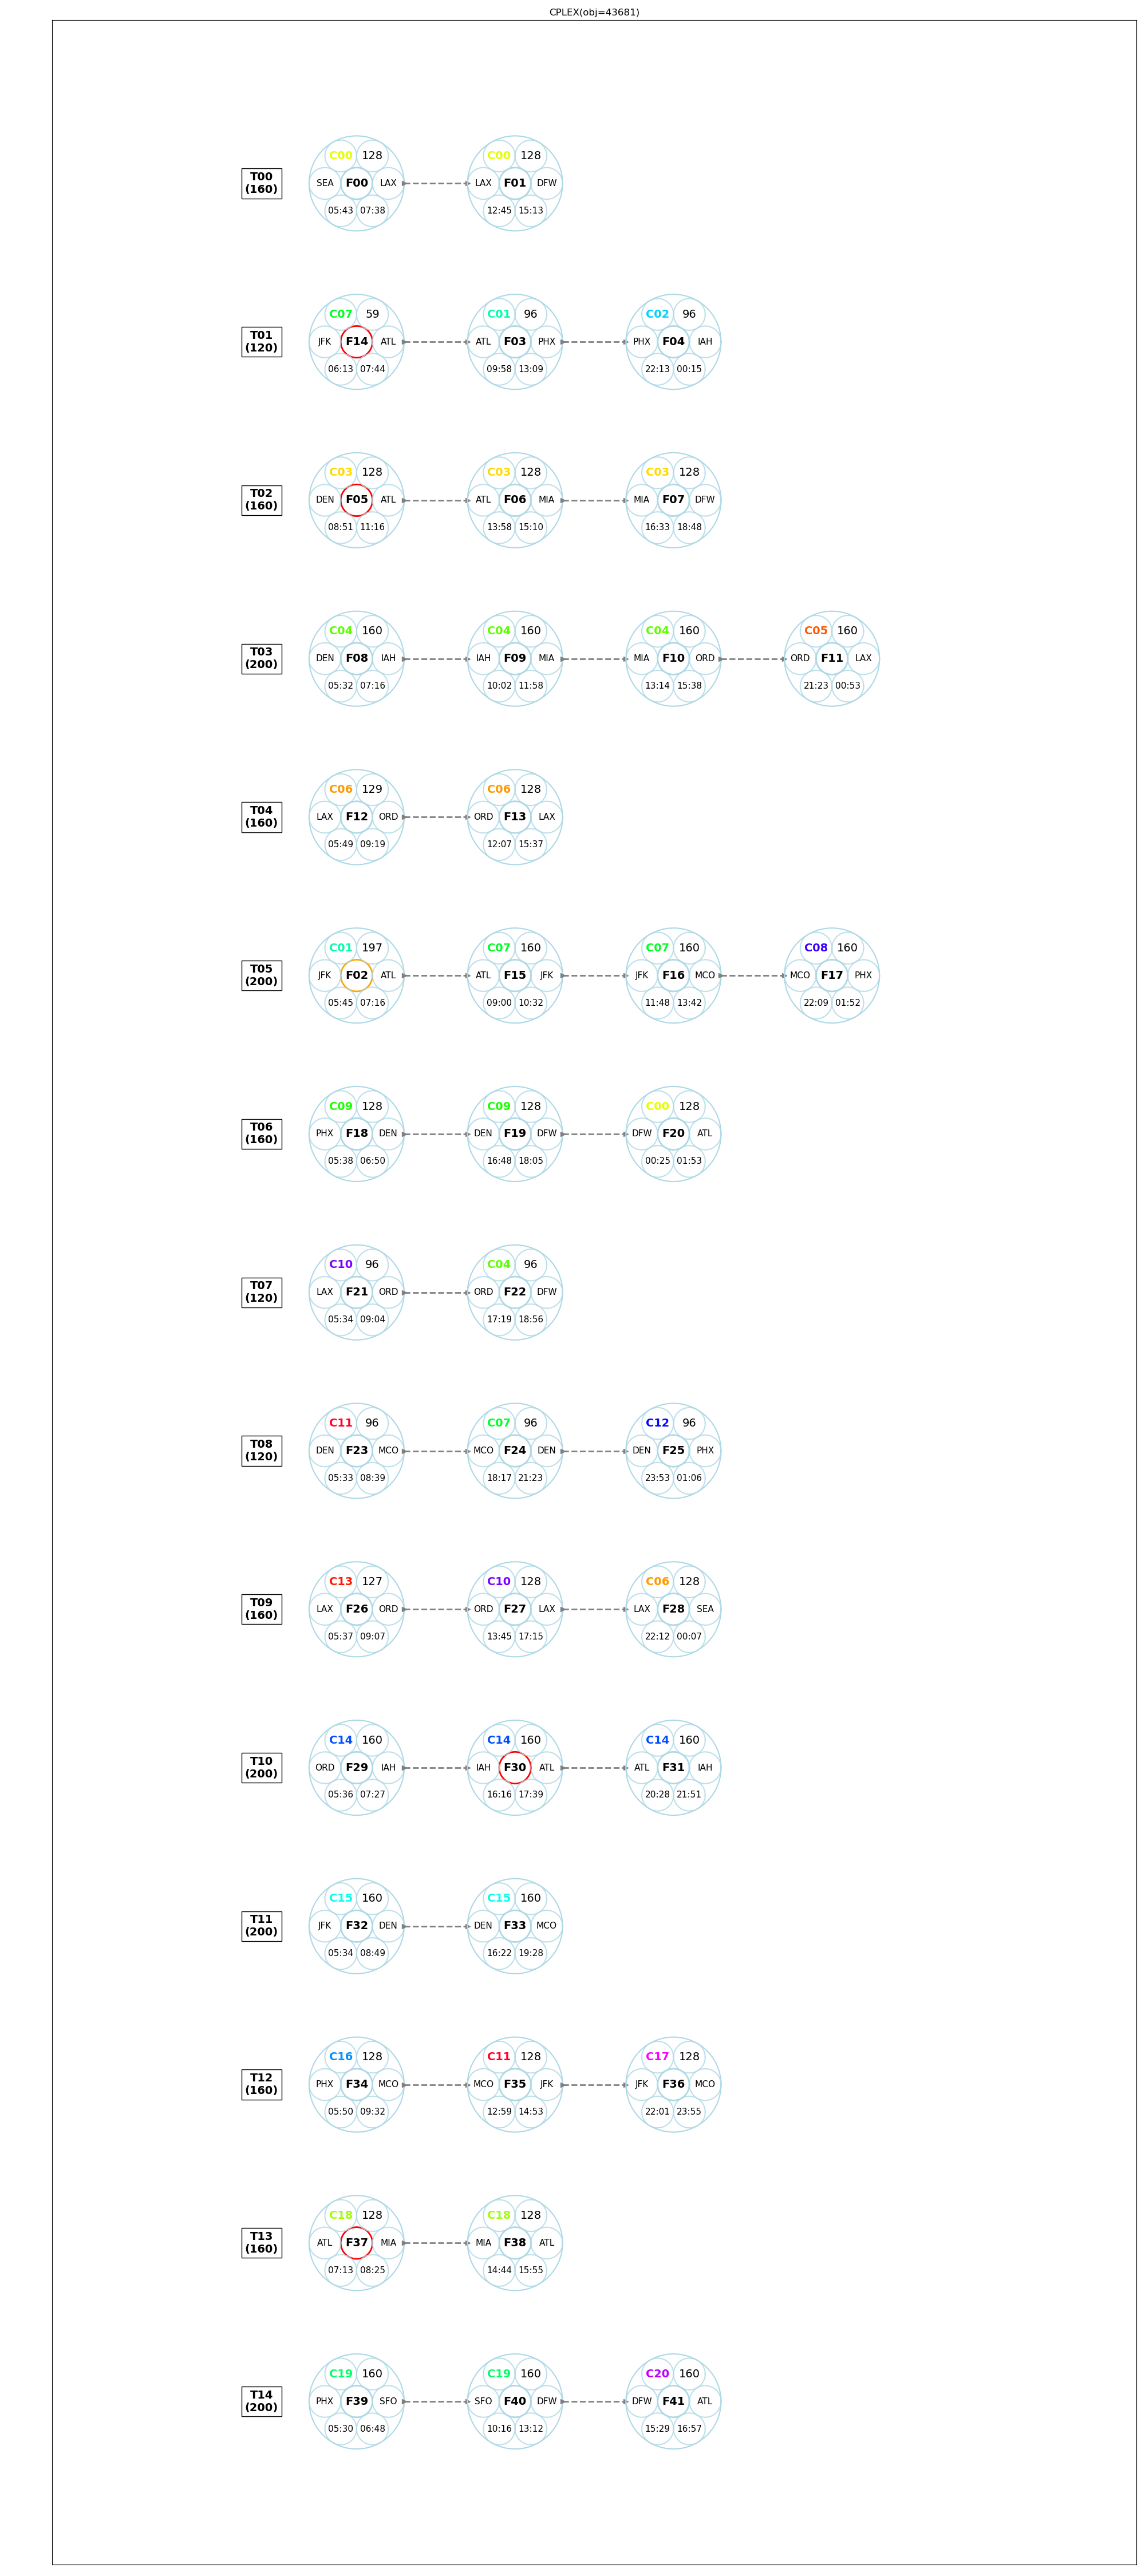 CPLEX(obj=43681)
T00
(160)
C00 128 C00 128
SEA F00 LAX LAX F01 DFW
05:43 07:38 12:45 15:13
T01
(120)
C07 59 C01 96 C02 96
JFK F14 ATL ATL F03 PHX PHX F04 IAH
06:13 07:44 09:58 13:09 22:13 00:15
T02
(160)
C03 128 C03 128 C03 128
DEN F05 ATL ATL F06 MIA MIA F07 DFW
08:51 11:16 13:58 15:10 16:33 18:48
T03
(200)
C04 160 C04 160 C04 160 C05 160
DEN F08 IAH IAH F09 MIA MIA F10 ORD ORD F11 LAX
05:32 07:16 10:02 11:58 13:14 15:38 21:23 00:53
T04
(160)
C06 129 C06 128
LAX F12 ORD ORD F13 LAX
05:49 09:19 12:07 15:37
T05
(200)
C01 197 C07 160 C07 160 C08 160
JFK F02 ATL ATL F15 JFK JFK F16 MCO MCO F17 PHX
05:45 07:16 09:00 10:32 11:48 13:42 22:09 01:52
T06
(160)
C09 128 C09 128 C00 128
PHX F18 DEN DEN F19 DFW DFW F20 ATL
05:38 06:50 16:48 18:05 00:25 01:53
T07
(120)
C10 96 C04 96
LAX F21 ORD ORD F22 DFW
05:34 09:04 17:19 18:56
T08
(120)
C11 96 C07 96 C12 96
DEN F23 MCO MCO F24 DEN DEN F25 PHX
05:33 08:39 18:17 21:23 23:53 01:06
T09
(160)
C13 127 C10 128 C06 128
LAX F26 ORD ORD F27 LAX LAX F28 SEA
05:37 09:07 13:45 17:15 22:12 00:07
T10
(200)
C14 160 C14 160 C14 160
ORD F29 IAH IAH F30 ATL ATL F31 IAH
05:36 07:27 16:16 17:39 20:28 21:51
T11
(200)
C15 160 C15 160
JFK F32 DEN DEN F33 MCO
05:34 08:49 16:22 19:28
T12
(160)
C16 128 C11 128 C17 128
PHX F34 MCO MCO F35 JFK JFK F36 MCO
05:50 09:32 12:59 14:53 22:01 23:55
T13
(160)
C18 128 C18 128
ATL F37 MIA MIA F38 ATL
07:13 08:25 14:44 15:55
T14
(200)
C19 160 C19 160 C20 160
PHX F39 SFO SFO F40 DFW DFW F41 ATL
05:30 06:48 10:16 13:12 15:29 16:57